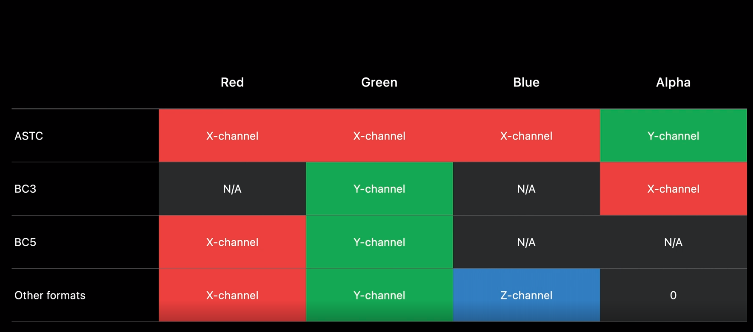 Red Green Blue Alpha
ASTC X-channel X-channel X-channel Y-channel
BC3 N/A Y-channel N/A X-channel
BC5 X-channel Y-channel N/A N/A
Other formats X-channel Y-channel Z-channel 0